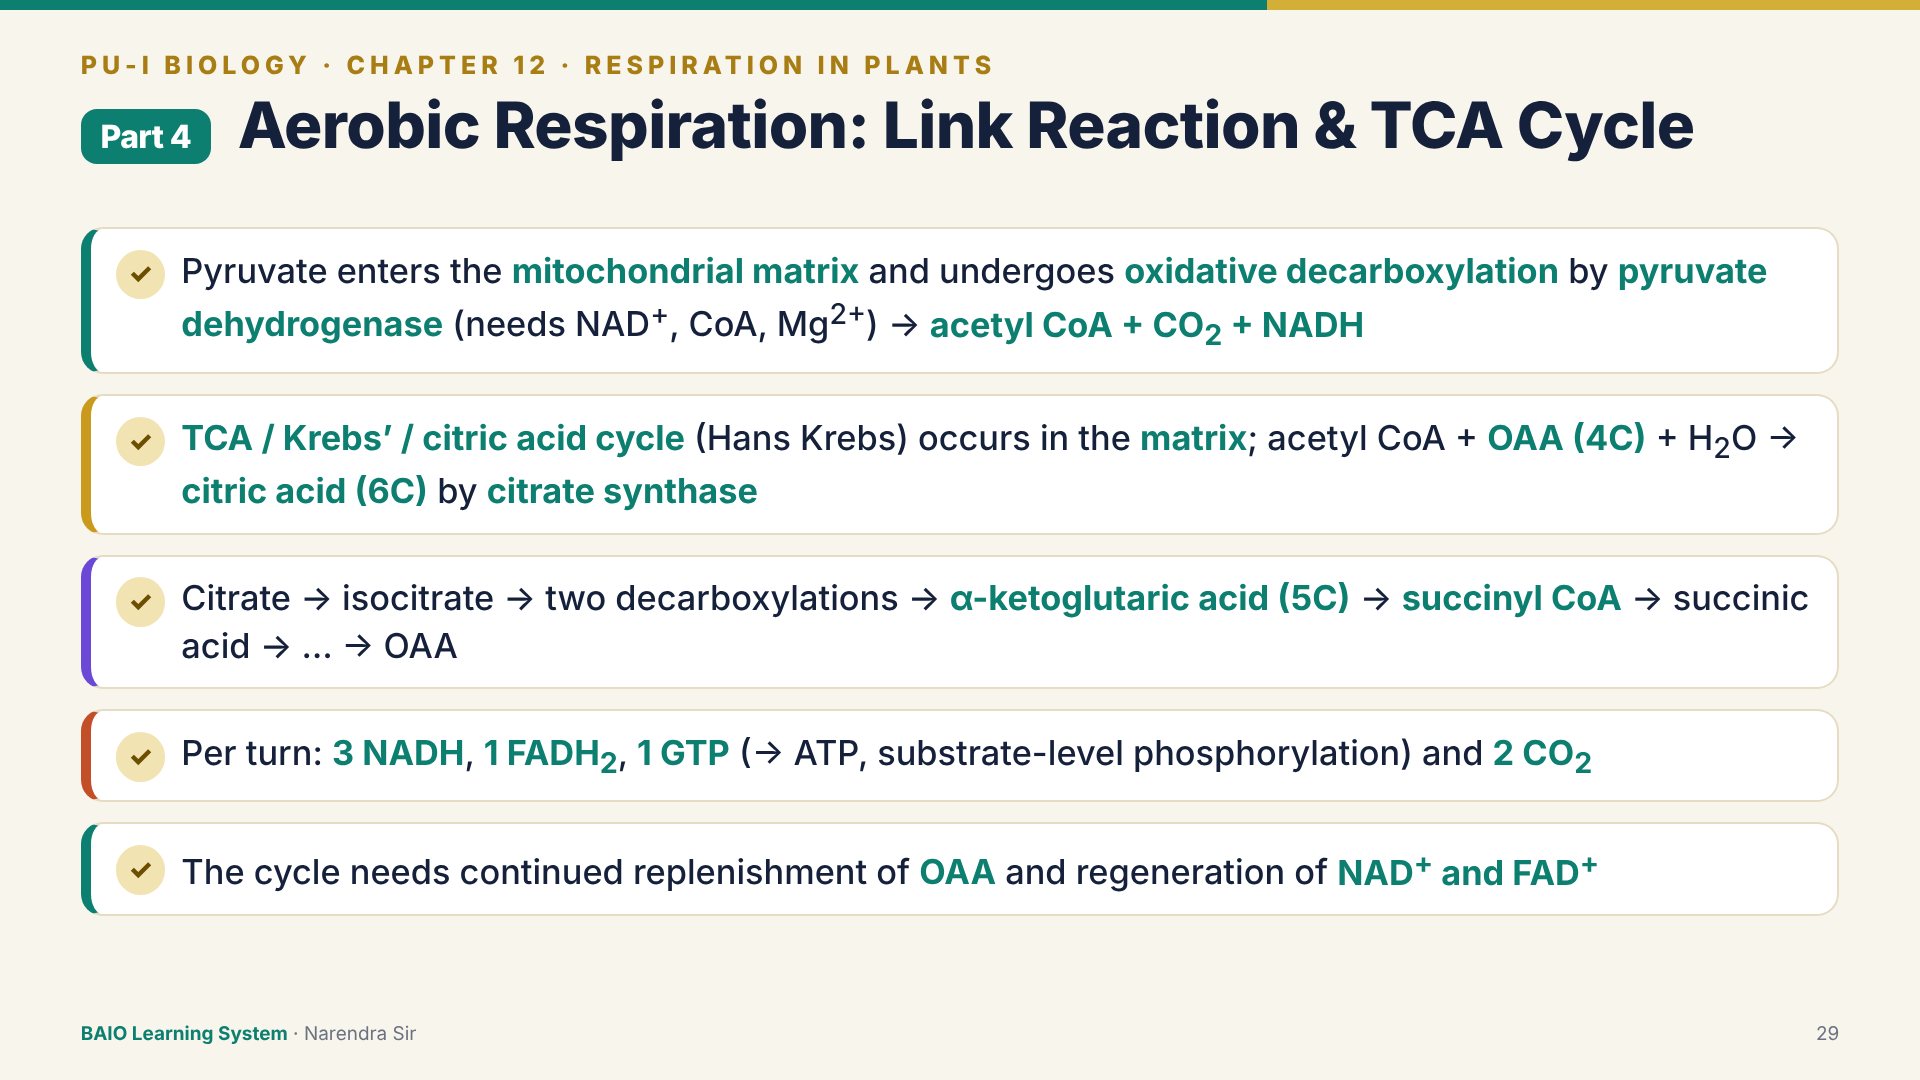 PU-I BIOLOGY · CHAPTER 12 · RESPIRATION IN PLANTS
Part 4 Aerobic Respiration: Link Reaction & TCA Cycle
Pyruvate enters the mitochondrial matrix and undergoes oxidative decarboxylation by pyruvate
dehydrogenase (needs NAD⁺, CoA, Mg²⁺) → acetyl CoA + CO₂ + NADH
TCA / Krebs’ / citric acid cycle (Hans Krebs) occurs in the matrix; acetyl CoA + OAA (4C) + H₂O →
citric acid (6C) by citrate synthase
Citrate → isocitrate → two decarboxylations → α-ketoglutaric acid (5C) → succinyl CoA → succinic
acid → … → OAA
Per turn: 3 NADH, 1 FADH₂, 1 GTP (→ ATP, substrate-level phosphorylation) and 2 CO₂
The cycle needs continued replenishment of OAA and regeneration of NAD⁺ and FAD⁺
BAIO Learning System · Narendra Sir
29